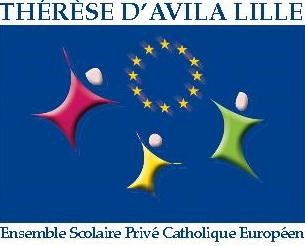 THÉRÈSE D'AVILA LILLE
Ensemble Scolaire Privé Catholique Européen